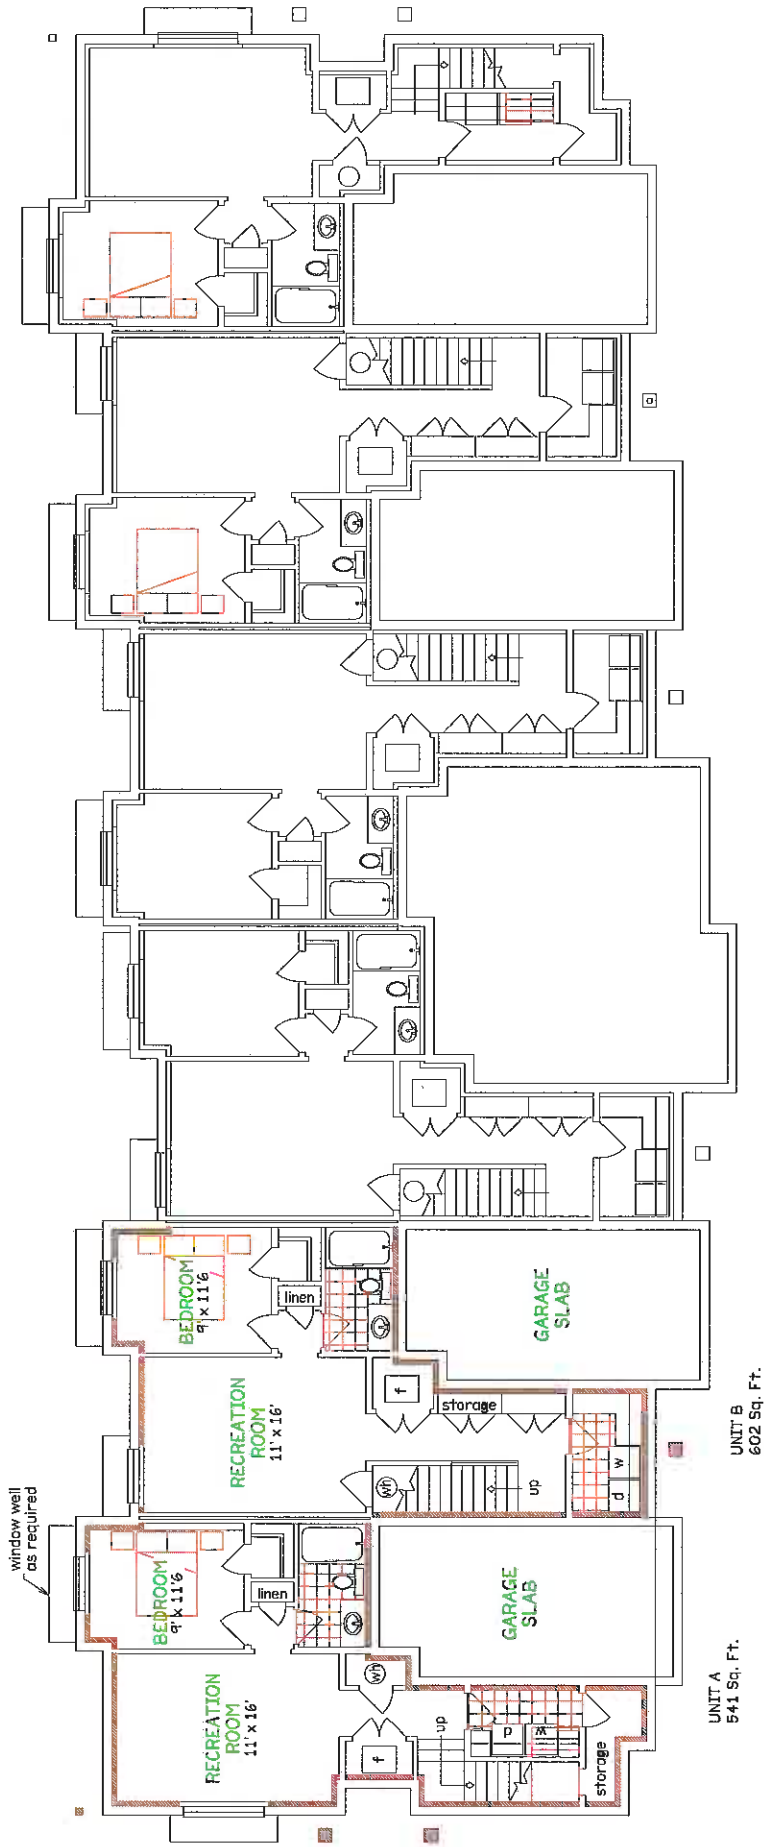 window well
as required
BEDROOM
9' x 11'6
linen
RECREATION
ROOM
11' x 16'
wh
f
up
d
w
storage
GARAGE
SLAB
UNIT A
541 Sq. Ft.
BEDROOM
9' x 11'6
linen
RECREATION
ROOM
11' x 16'
f
storage
wh
up
d
w
GARAGE
SLAB
UNIT B
602 Sq. Ft.